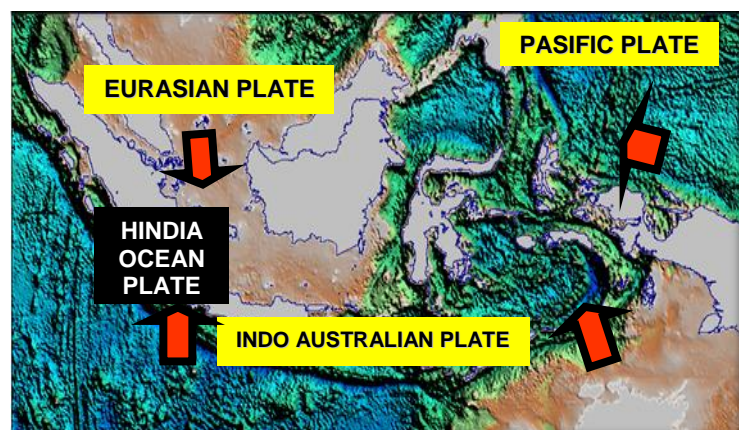 PASIFIC PLATE
EURASIAN PLATE
HINDIA
OCEAN
PLATE
INDO AUSTRALIAN PLATE